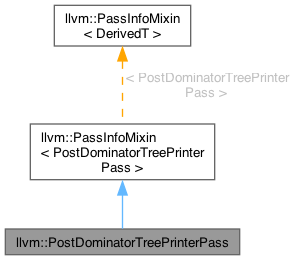 llvm::PassInfoMixin
< DerivedT >
< PostDominatorTreePrinter
Pass >
llvm::PassInfoMixin
< PostDominatorTreePrinter
Pass >
llvm::PostDominatorTreePrinterPass